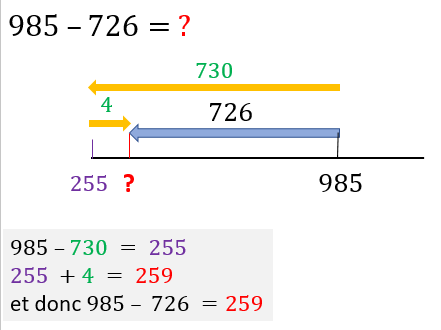 985 – 726 = ?
730
4
726
255 ? 985
985 – 730 = 255
255 + 4 = 259
et donc 985 – 726 = 259